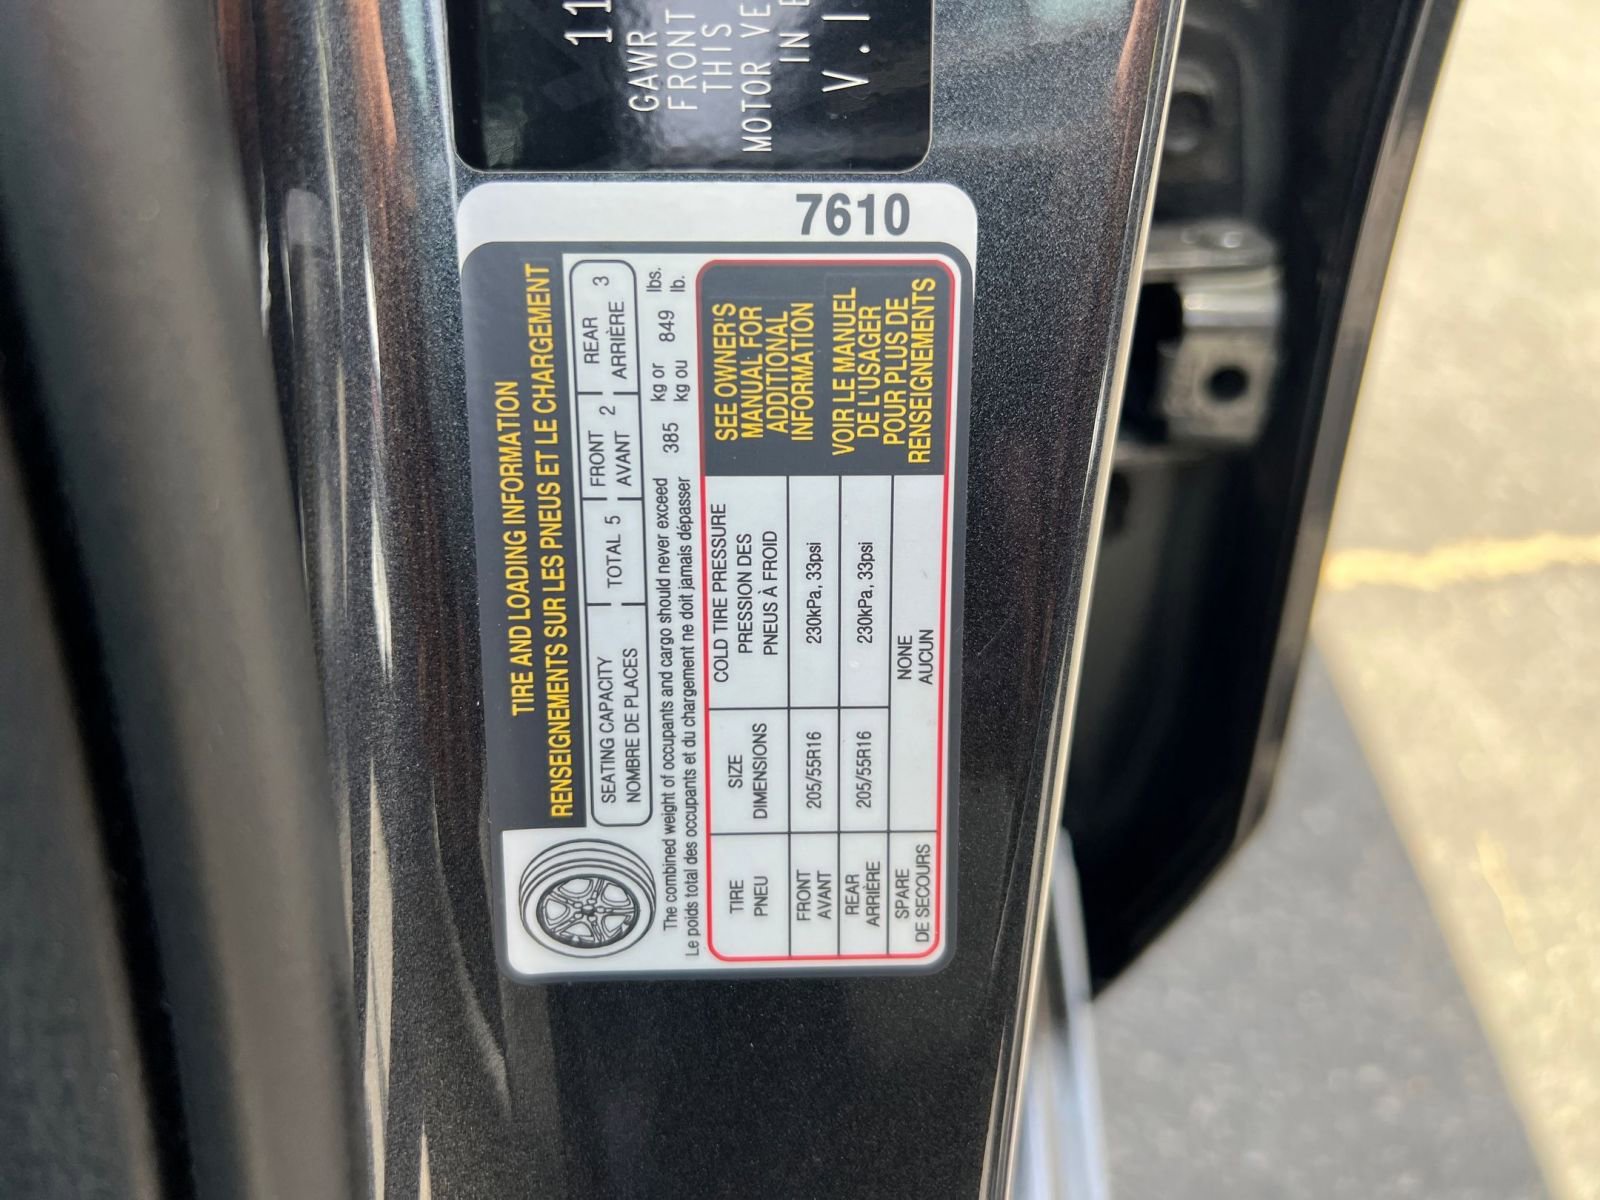 11
GAWR
FRONT
THIS
MOTOR VE
IN
V.I
7610
TIRE AND LOADING INFORMATION
RENSEIGNEMENTS SUR LES PNEUS ET LE CHARGEMENT
SEATING CAPACITY
NOMBRE DE PLACES
TOTAL 5
FRONT
AVANT 2
REAR
ARRIÈRE 3
The combined weight of occupants and cargo should never exceed 385 kg or 849 lbs.
Le poids total des occupants et du chargement ne doit jamais dépasser kg ou lb.
TIRE
PNEU
SIZE
DIMENSIONS
COLD TIRE PRESSURE
PRESSION DES
PNEUS À FROID
FRONT
AVANT
205/55R16
230kPa, 33psi
REAR
ARRIÈRE
205/55R16
230kPa, 33psi
SPARE
DE SECOURS
NONE
AUCUN
SEE OWNER'S
MANUAL FOR
ADDITIONAL
INFORMATION
VOIR LE MANUEL
DE L'USAGER
POUR PLUS DE
RENSEIGNEMENTS